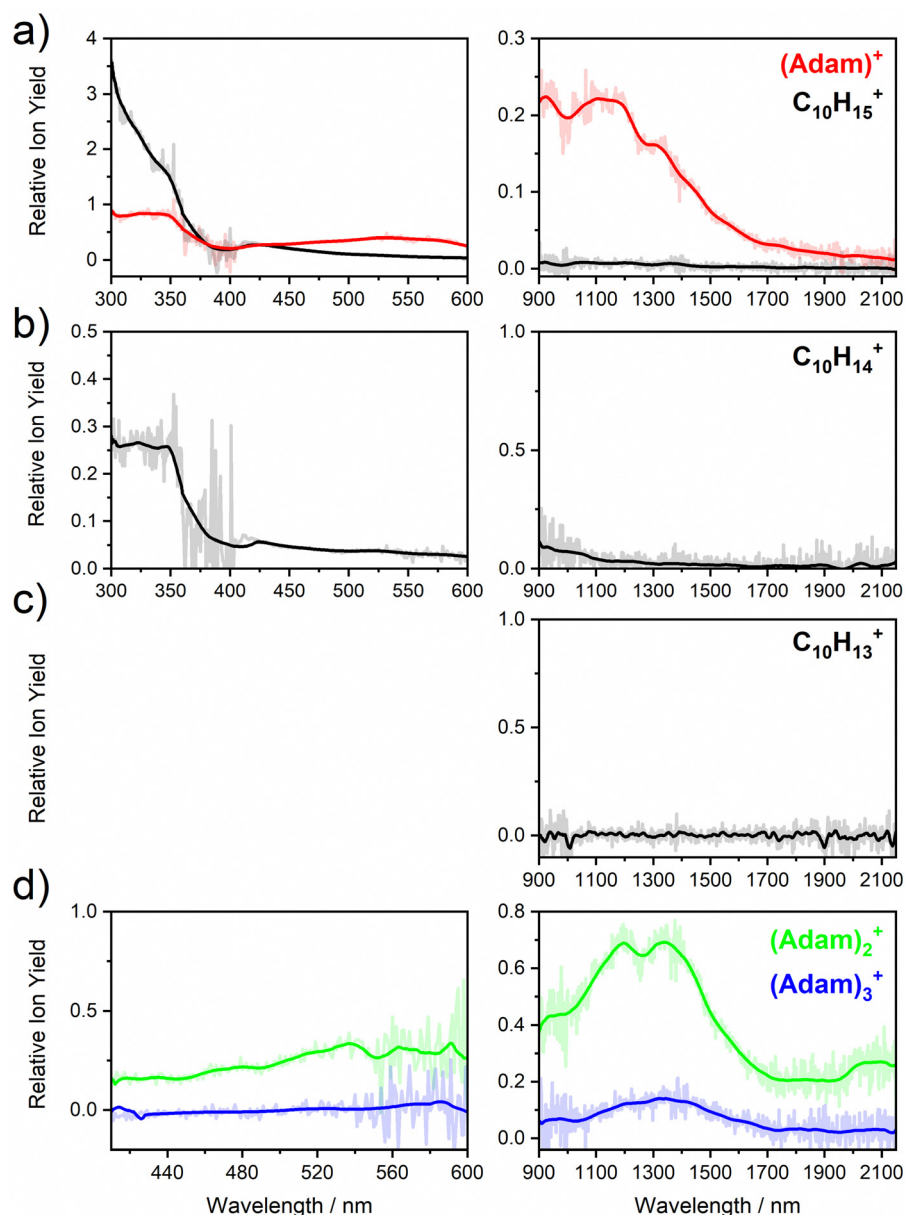 a)
Relative Ion Yield
4
3
2
1
0
300 350 400 450 500 550 600
0.3
0.2
0.1
0.0
900 1100 1300 1500 1700 1900 2100
(Adam)⁺
C₁₀H₁₅⁺
b)
Relative Ion Yield
0.5
0.4
0.3
0.2
0.1
0.0
300 350 400 450 500 550 600
1.0
0.5
0.0
900 1100 1300 1500 1700 1900 2100
C₁₀H₁₄⁺
c)
Relative Ion Yield
1.0
0.5
0.0
900 1100 1300 1500 1700 1900 2100
C₁₀H₁₃⁺
d)
Relative Ion Yield
1.0
0.5
0.0
440 480 520 560 600
Wavelength / nm
0.8
0.6
0.4
0.2
0.0
900 1100 1300 1500 1700 1900 2100
Wavelength / nm
(Adam)₂⁺
(Adam)₃⁺